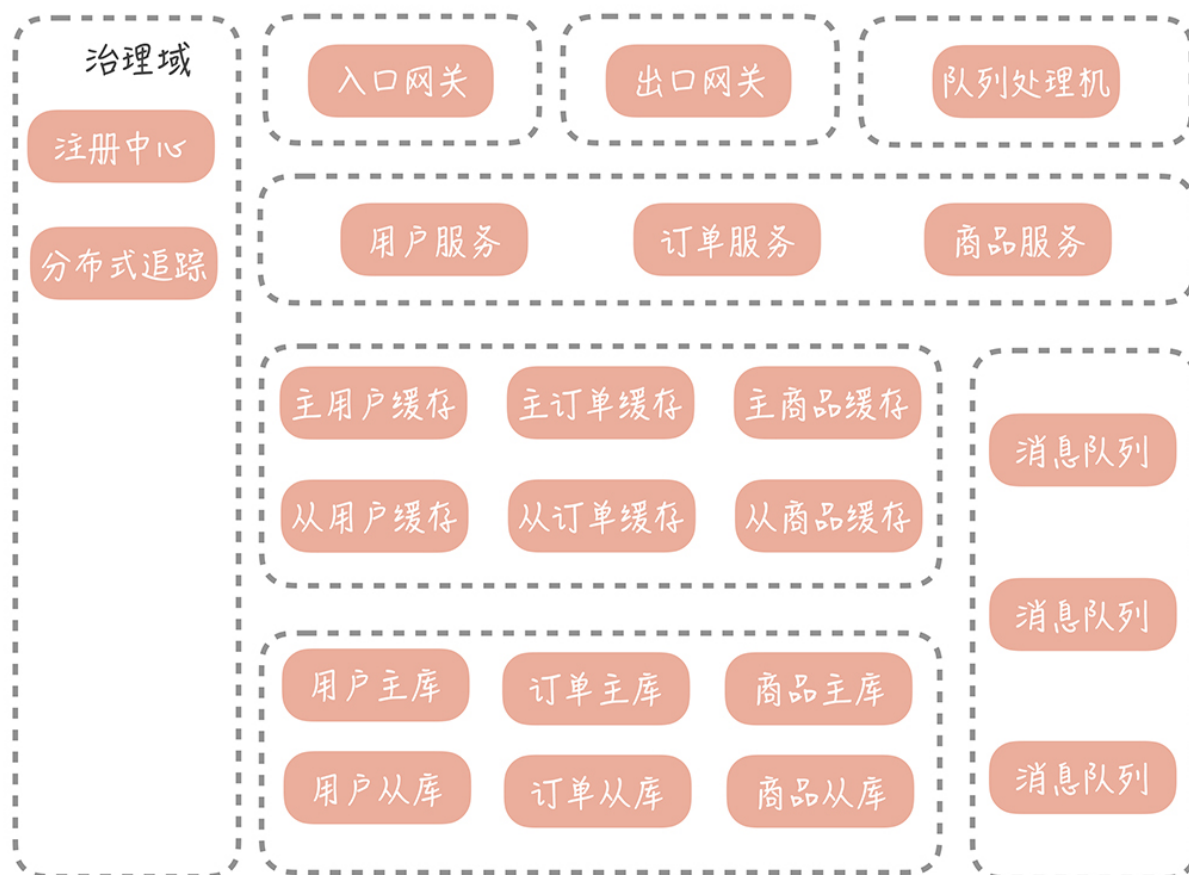 治理域
注册中心
分布式追踪
入口网关
出口网关
队列处理机
用户服务
订单服务
商品服务
主用户缓存
主订单缓存
主商品缓存
从用户缓存
从订单缓存
从商品缓存
用户主库
订单主库
商品主库
用户从库
订单从库
商品从库
消息队列
消息队列
消息队列